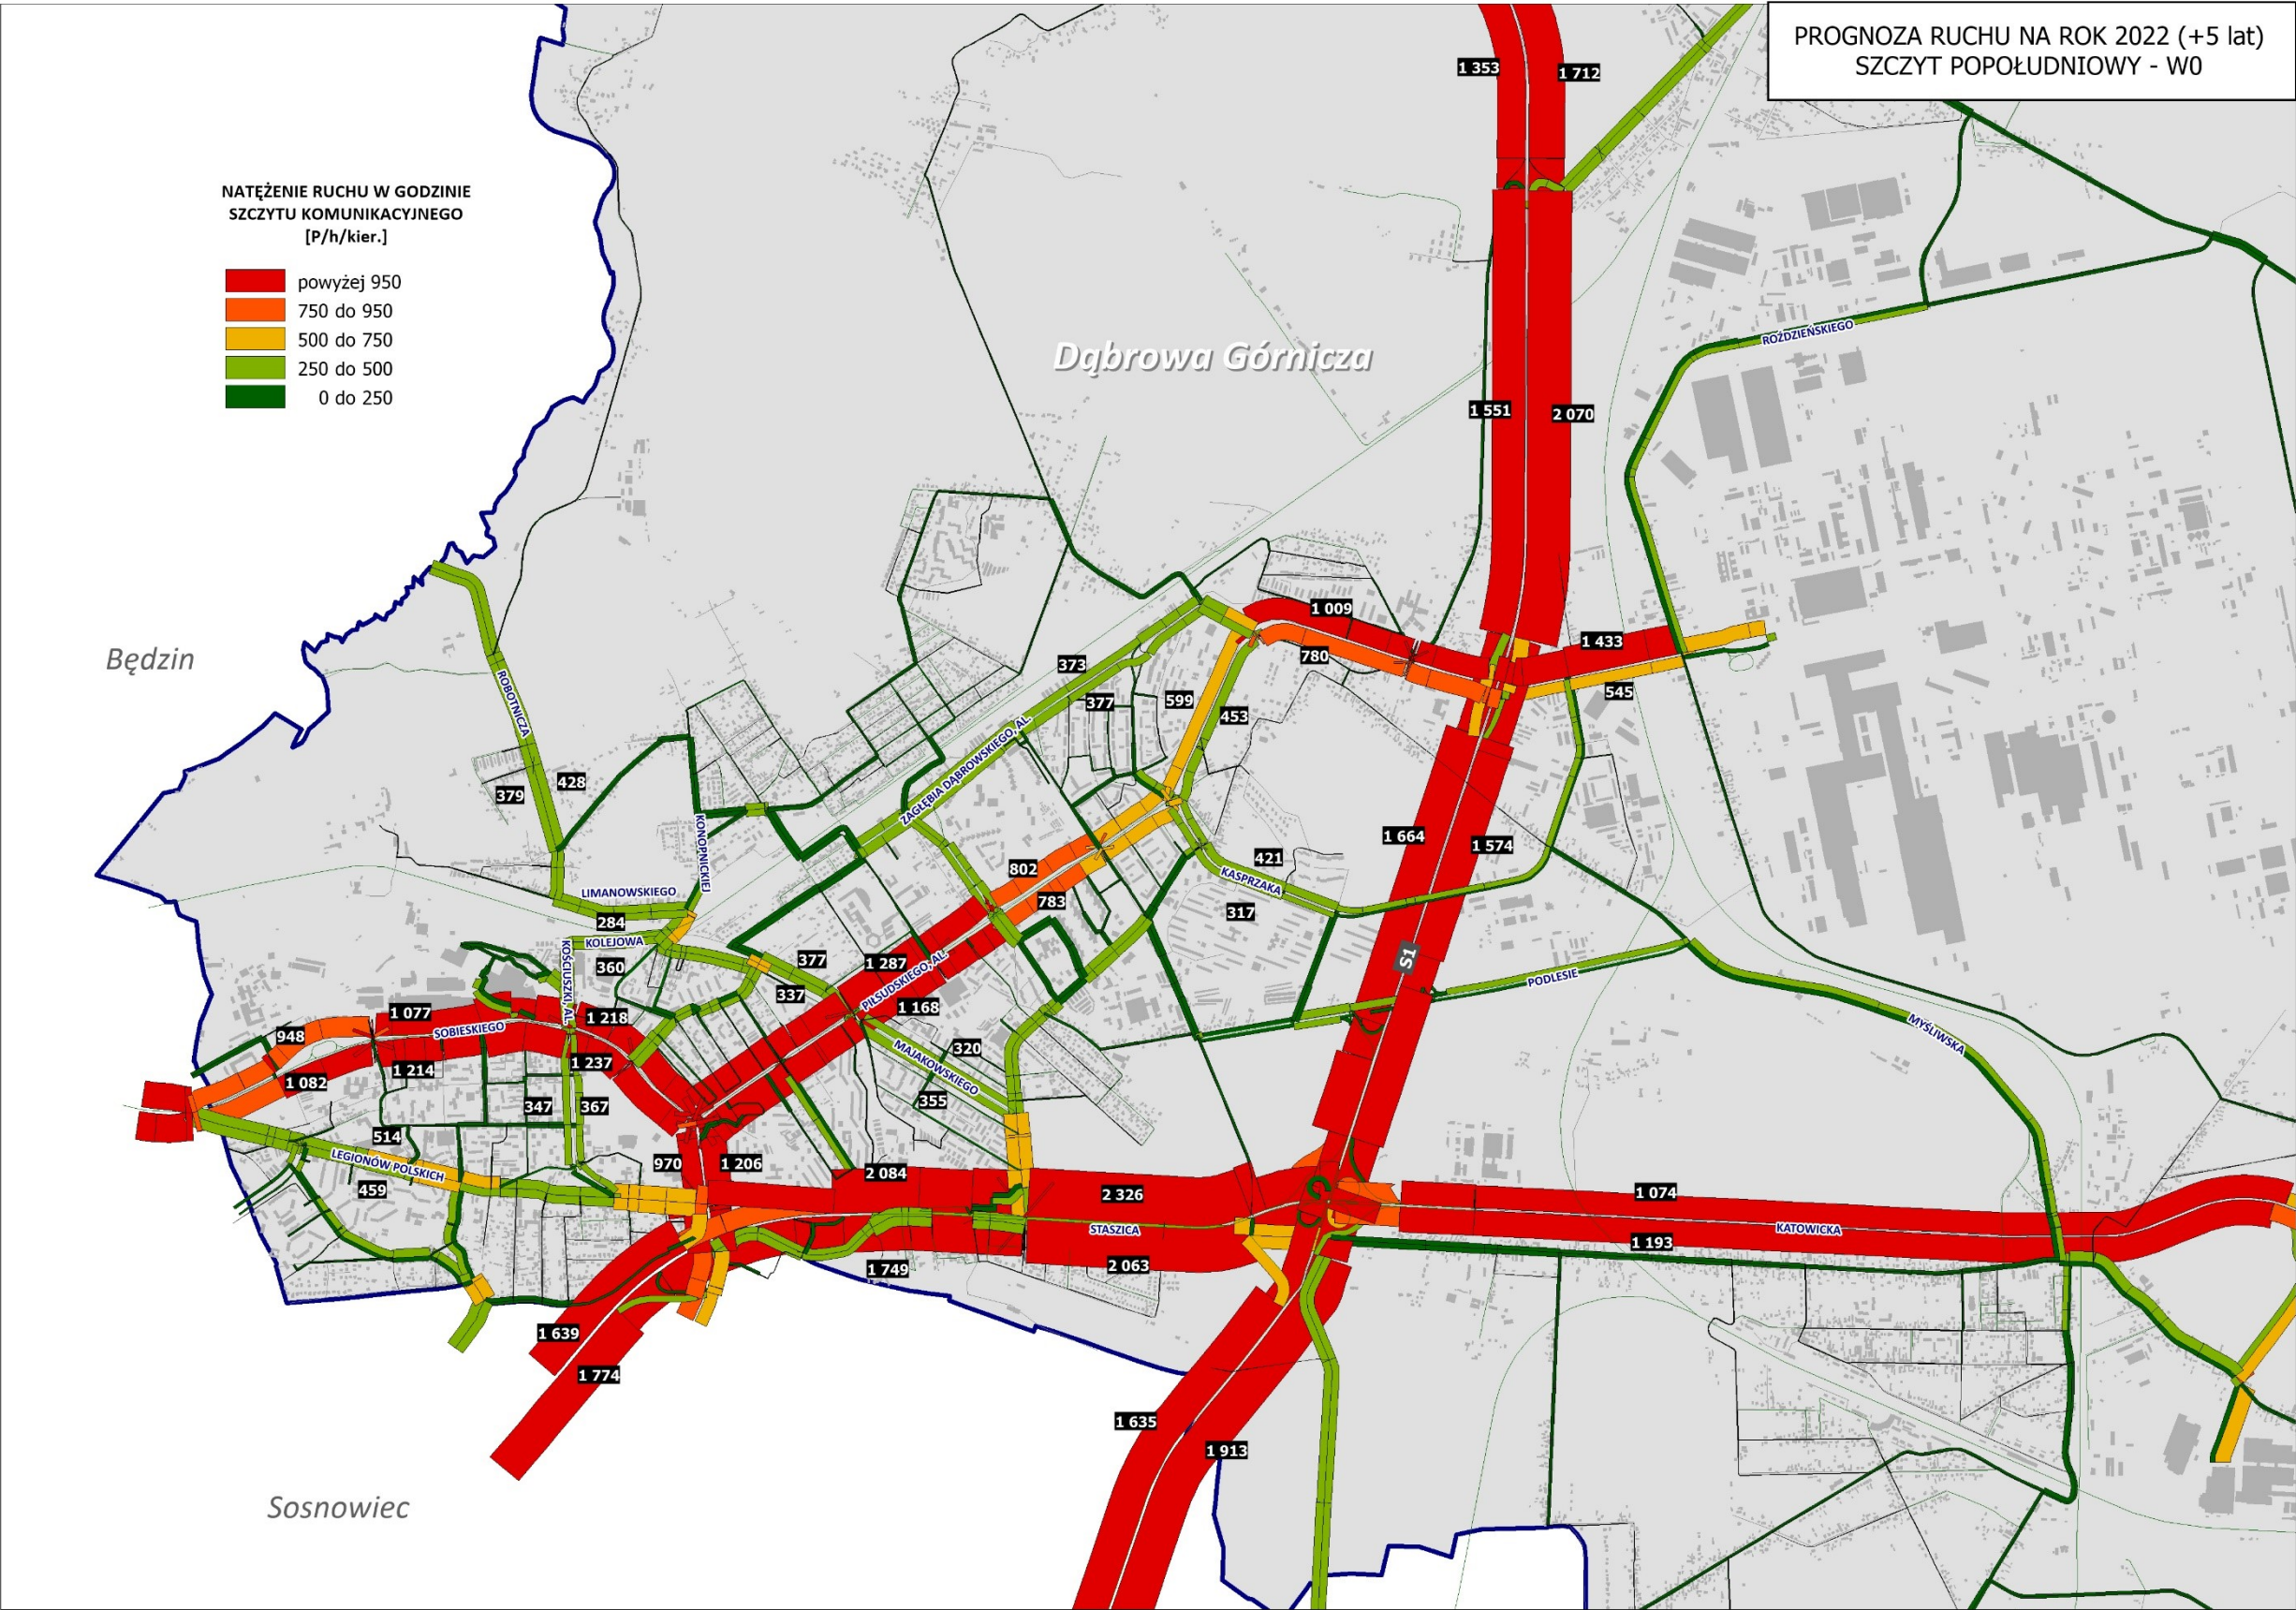 PROGNOZA RUCHU NA ROK 2022 (+5 lat)
SZCZYT POPOŁUDNIOWY - W0
1 353
1 712
NATĘŻENIE RUCHU W GODZINIE
SZCZYTU KOMUNIKACYJNEGO
[P/h/kier.]
powyżej 950
750 do 950
500 do 750
250 do 500
0 do 250
ROŹDZIEŃSKIEGO
Dąbrowa Górnicza
1 551
2 070
1 009
1 433
780
545
Będzin
373
377
599
453
ROBOTNICZA
ZAGŁĘBIA DĄBROWSKIEGO, AL.
428
379
KONOPNICKIEJ
1 664
1 574
421
802
KASPRZAKA
783
317
LIMANOWSKIEGO
284
KOLEJOWA
KOŚCIUSZKI, AL.
360
377
337
1 287
PIŁSUDSKIEGO, AL.
1 168
S1
PODLESIE
MYŚLIWSKA
1 077
SOBIESKIEGO
1 218
948
1 237
1 214
1 082
320
MAJAKOWSKIEGO
355
347
367
514
LEGIONÓW POLSKICH
459
970
1 206
2 084
2 326
STASZICA
2 063
1 749
1 074
KATOWICKA
1 193
1 639
1 774
1 635
1 913
Sosnowiec